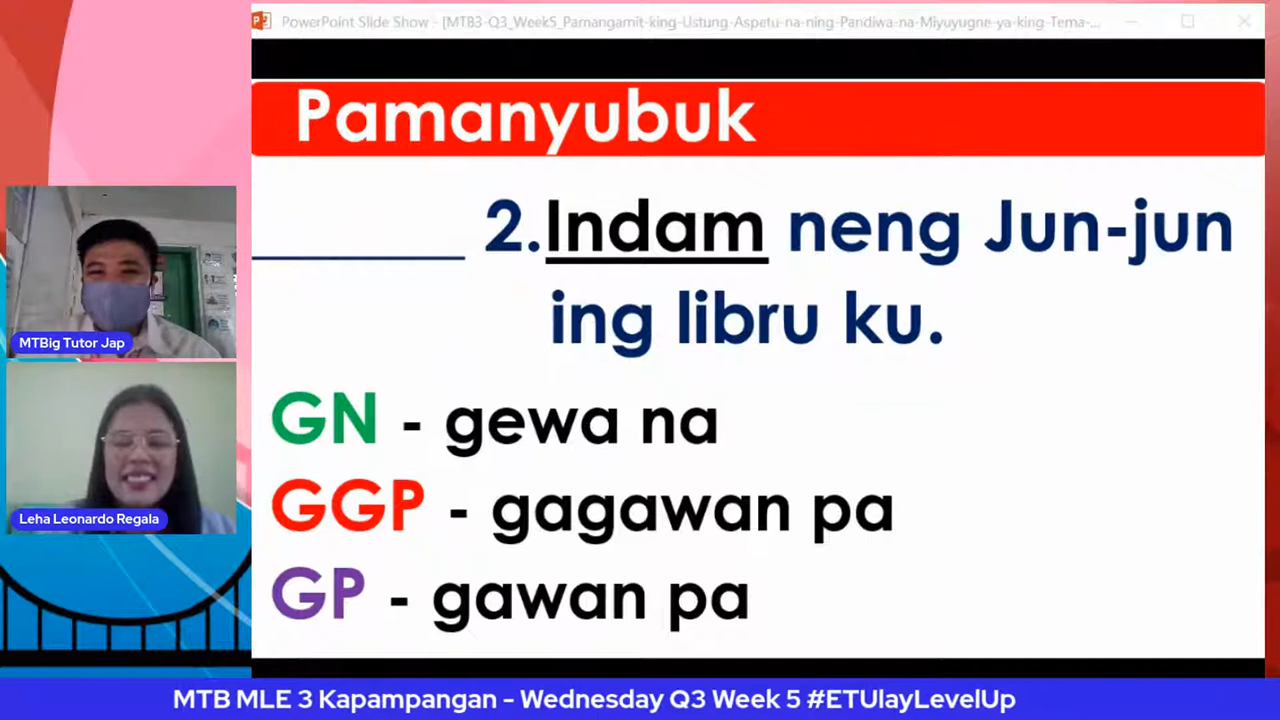 PowerPoint Slide Show - [MTB3-Q3_Week5_Pamangamit-king-Ustung-Aspetu-na-ning-Pandiwa-na-Miyuyugne-ya-king-Tema-...
Pamanyubuk
_________ 2.Indam neng Jun-jun
ing libru ku.
GN - gewa na
GGP - gagawan pa
GP - gawan pa
MTBig Tutor Jap
Leha Leonardo Regala
MTB MLE 3 Kapampangan - Wednesday Q3 Week 5 #ETUlayLevelUp